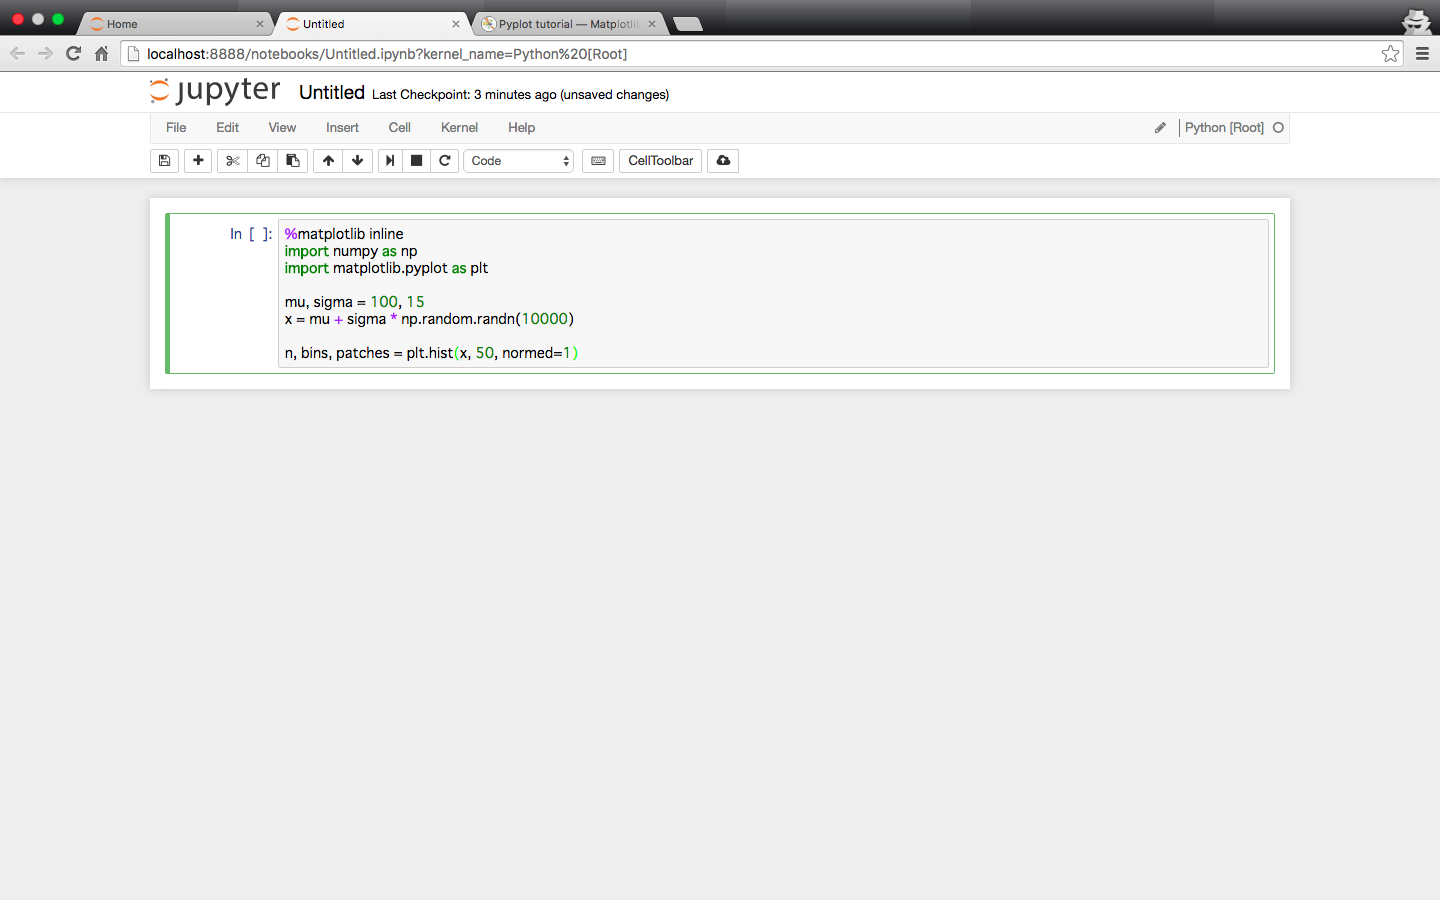 Home
Untitled
Pyplot tutorial — Matplotli
localhost:8888/notebooks/Untitled.ipynb?kernel_name=Python%20[Root]
jupyter Untitled Last Checkpoint: 3 minutes ago (unsaved changes)
File Edit View Insert Cell Kernel Help Python [Root]
Code CellToolbar
In [ ]: %matplotlib inline
import numpy as np
import matplotlib.pyplot as plt
mu, sigma = 100, 15
x = mu + sigma * np.random.randn(10000)
n, bins, patches = plt.hist(x, 50, normed=1)